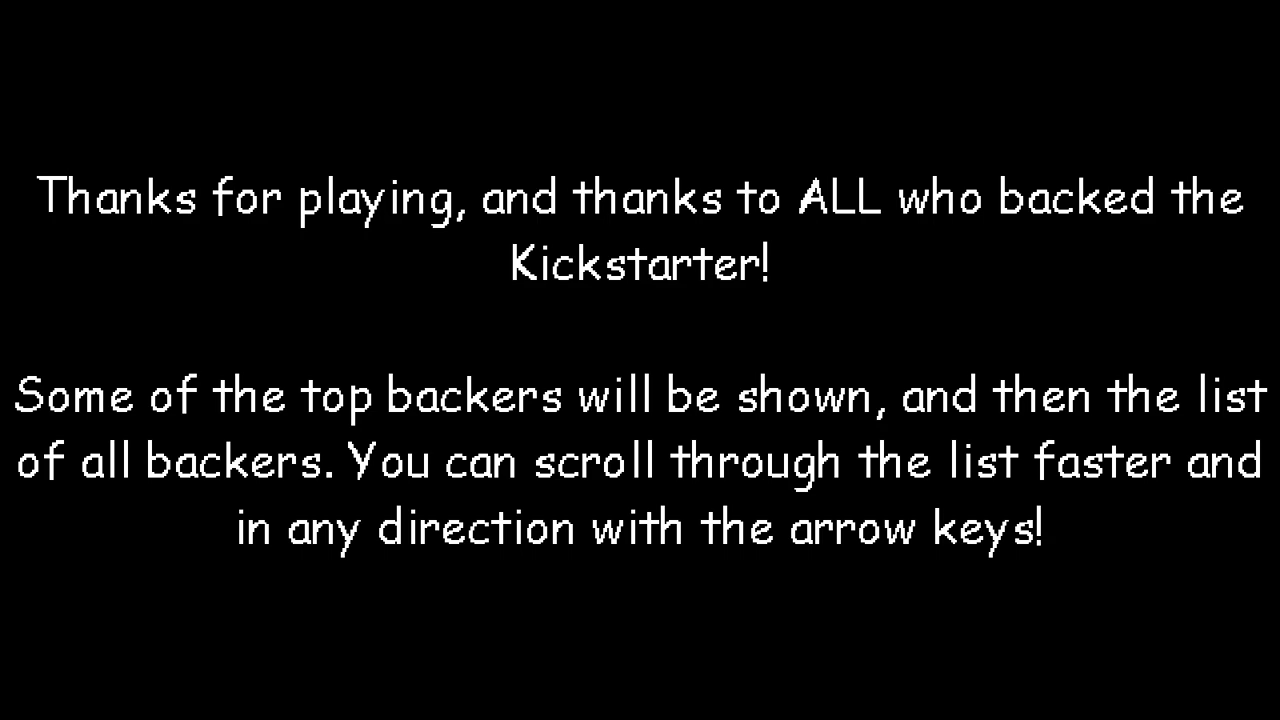 Thanks for playing, and thanks to ALL who backed the
Kickstarter!
Some of the top backers will be shown, and then the list
of all backers. You can scroll through the list faster and
in any direction with the arrow keys!